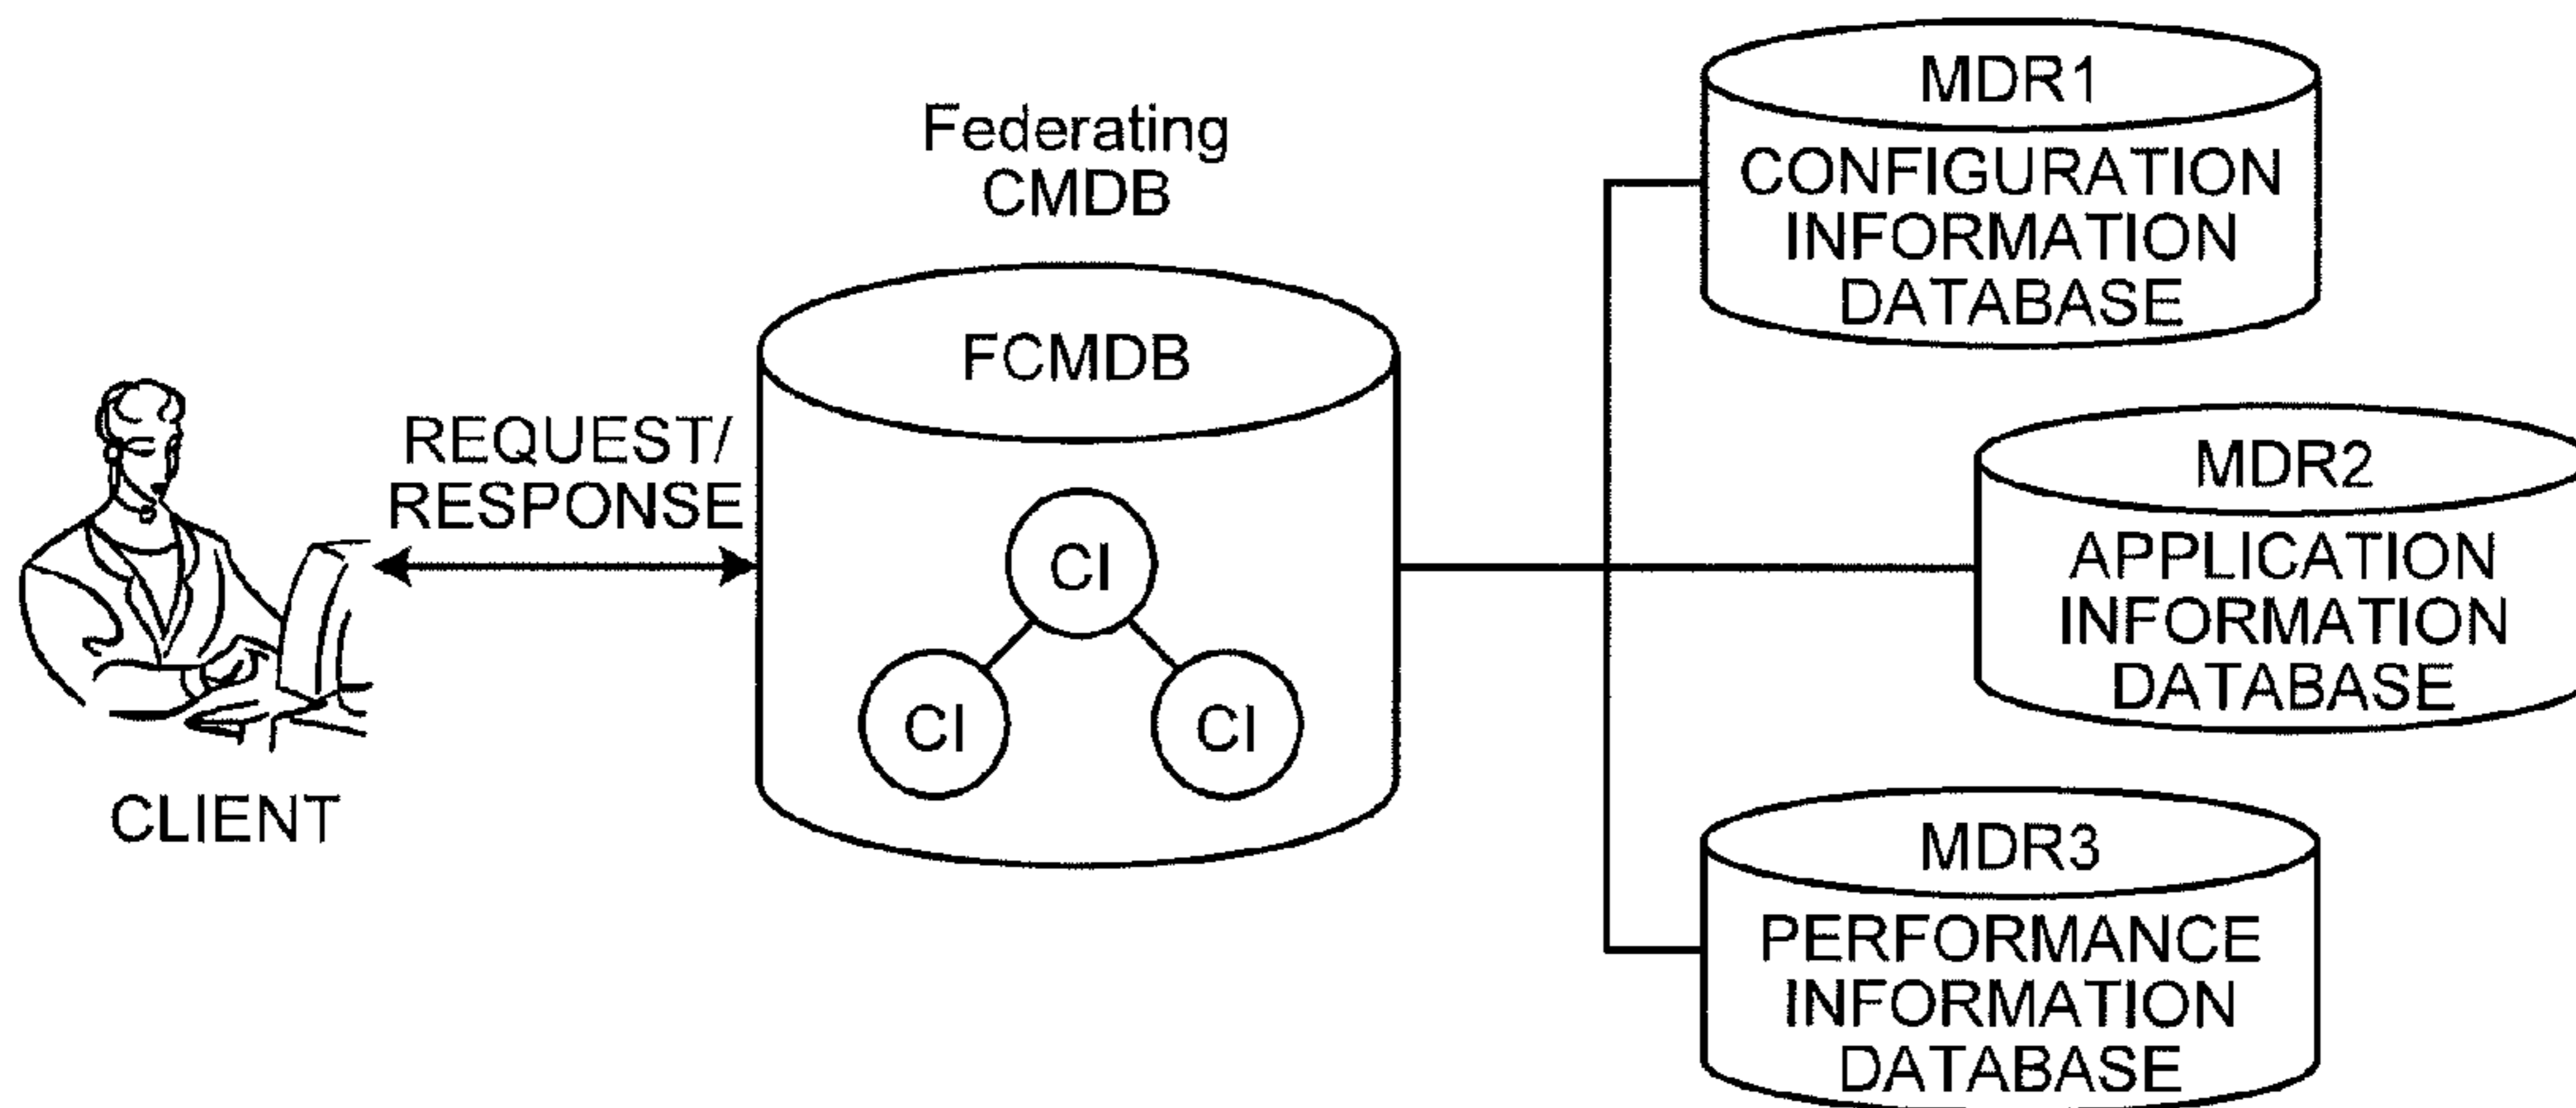 Federating
CMDB
FCMDB
CI
CI
CI
REQUEST/
RESPONSE
CLIENT
MDR1
CONFIGURATION
INFORMATION
DATABASE
MDR2
APPLICATION
INFORMATION
DATABASE
MDR3
PERFORMANCE
INFORMATION
DATABASE